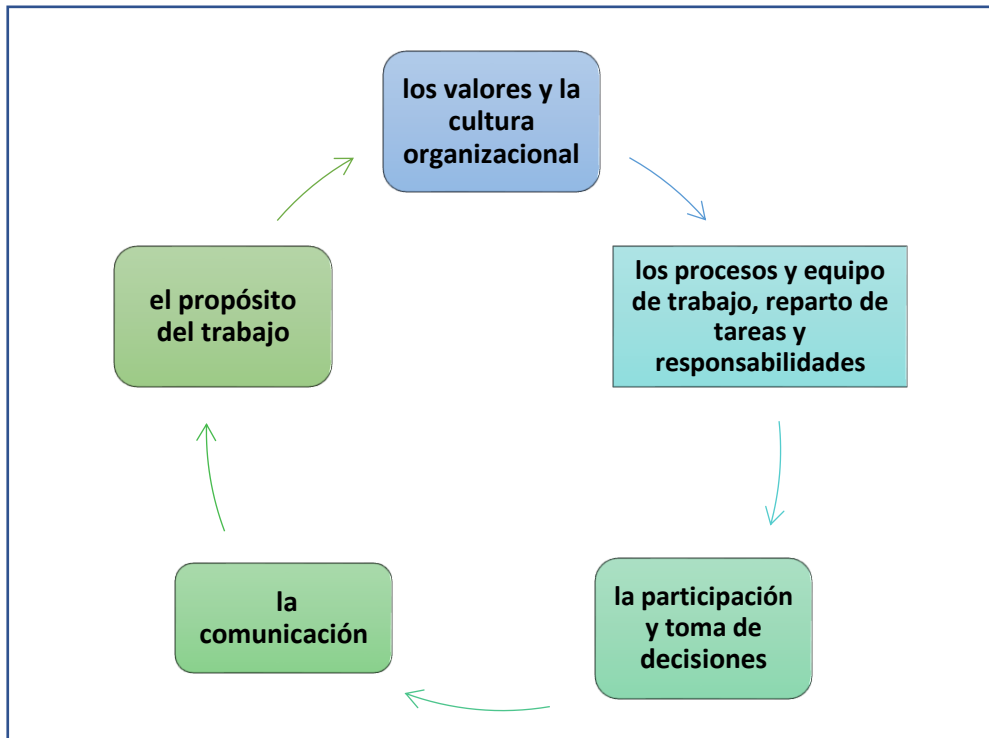 los valores y la
cultura
organizacional
los procesos y equipo
de trabajo, reparto de
tareas y
responsabilidades
la participación
y toma de
decisiones
la
comunicación
el propósito
del trabajo